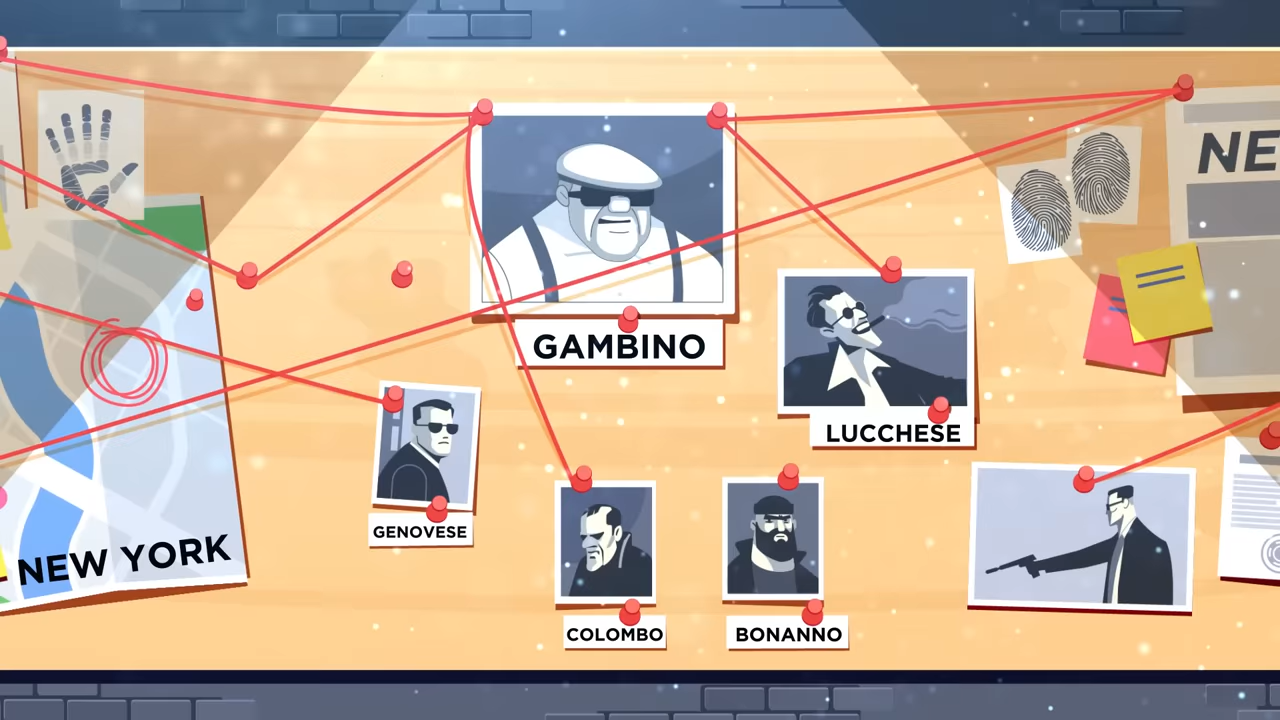 NE
GAMBINO
LUCCHESE
GENOVESE
NEW YORK
COLOMBO
BONANNO